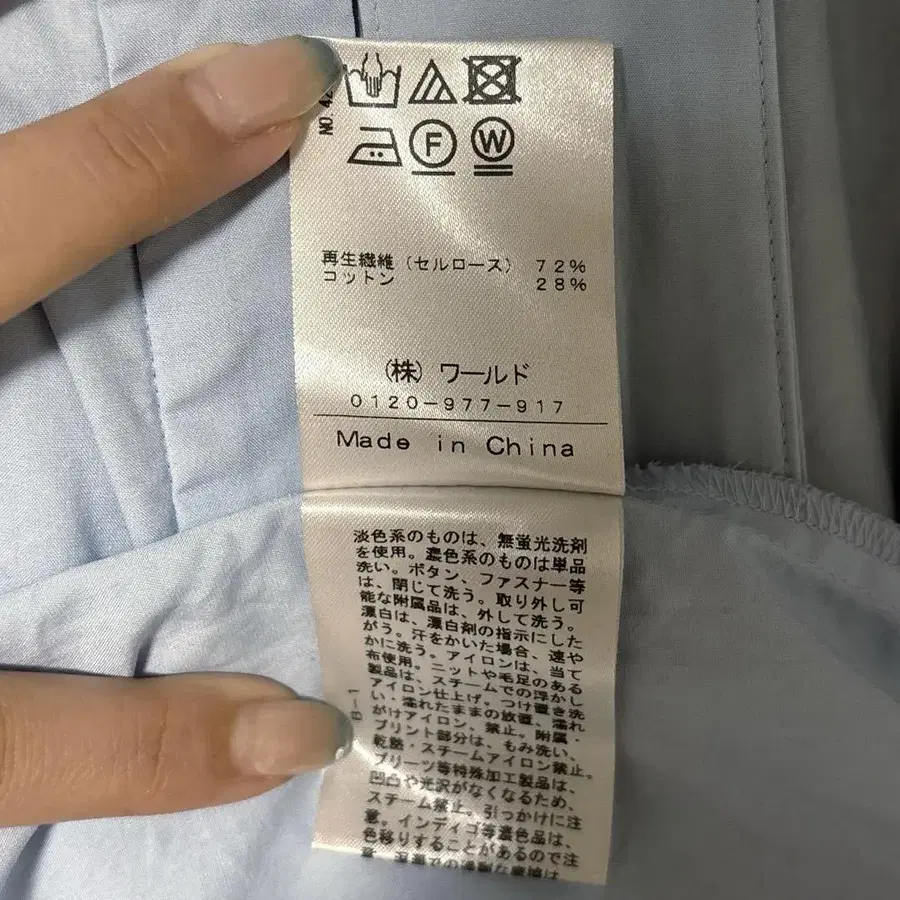 NO.42
F
W
再生繊維(セルロース) 72%
コットン 28%
(株)ワールド
0120-977-917
Made in China
淡色系のものは、無蛍光洗剤
を使用。濃色系のものは単品
洗い。ボタン、ファスナー等
は、閉じて洗う。取り外し可
能な附属品は、外して洗う。
漂白は、漂白剤の指示にした
がう。汗をかいた場合、速や
かに洗う。アイロンは、当て
布使用。ニットや毛足のある
製品は、スチームでの浮かし
アイロン仕上げ。つけ置き洗
い・濡れたままの放置、濡れ
がけアイロン、禁止。附属・
プリント部分は、もみ洗い、
乾燥・スチームアイロン禁止。
プリーツ等特殊加工製品は、
凹凸や光沢がなくなるため、
スチーム禁止。引っかけに注
意。インディゴ等濃色品は、
色移りすることがあるので注
B-1